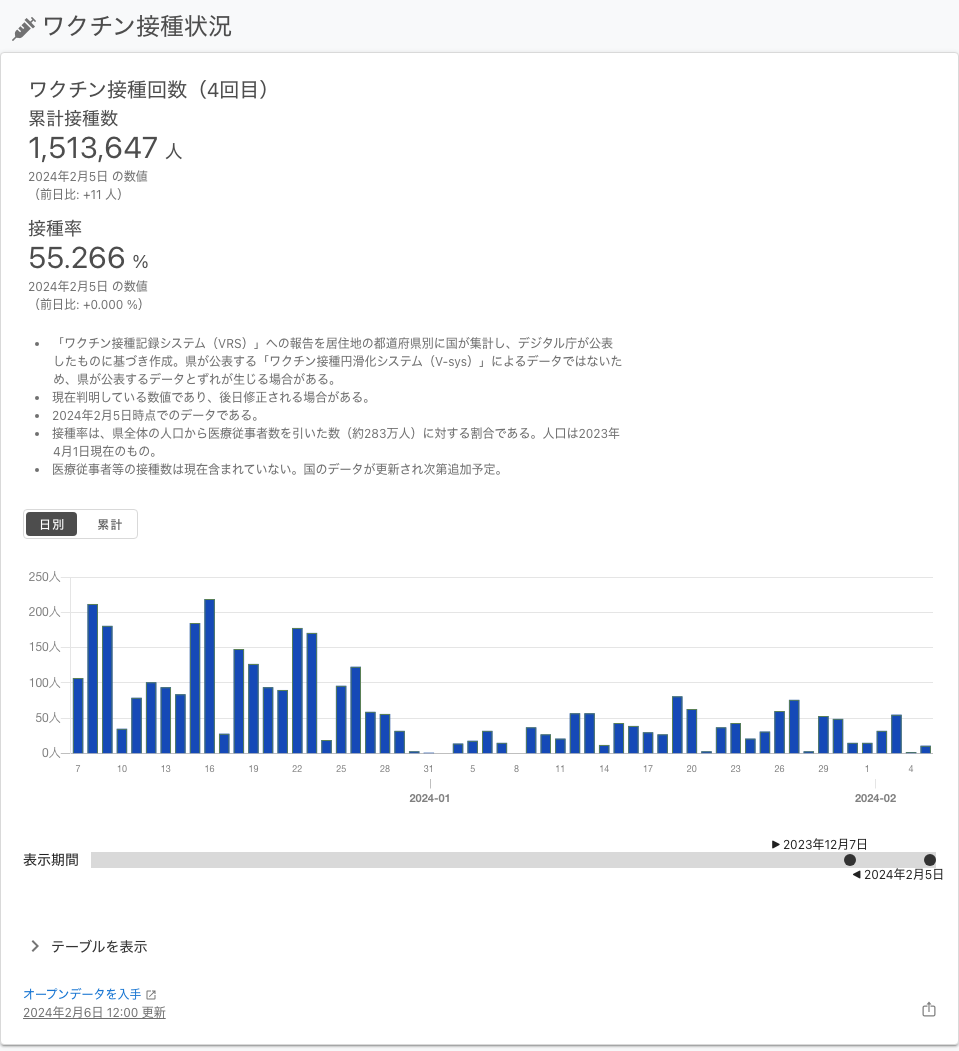 ワクチン接種状況
ワクチン接種回数（4回目）
累計接種数
1,513,647 人
2024年2月5日 の数値
（前日比: +11 人）
接種率
55.266 %
2024年2月5日 の数値
（前日比: +0.000 %）
• 「ワクチン接種記録システム（VRS）」への報告を居住地の都道府県別に国が集計し、デジタル庁が公表
したものに基づき作成。県が公表する「ワクチン接種円滑化システム（V-sys）」によるデータではないた
め、県が公表するデータとずれが生じる場合がある。
• 現在判明している数値であり、後日修正される場合がある。
• 2024年2月5日時点でのデータである。
• 接種率は、県全体の人口から医療従事者数を引いた数（約283万人）に対する割合である。人口は2023年
4月1日現在のもの。
• 医療従事者等の接種数は現在含まれていない。国のデータが更新され次第追加予定。
日別 累計
250人
200人
150人
100人
50人
0人
7 10 13 16 19 22 25 28 31 5 8 11 14 17 20 23 26 29 1 4
2024-01 2024-02
▶ 2023年12月7日
表示期間
◀ 2024年2月5日
テーブルを表示
オープンデータを入手
2024年2月6日 12:00 更新